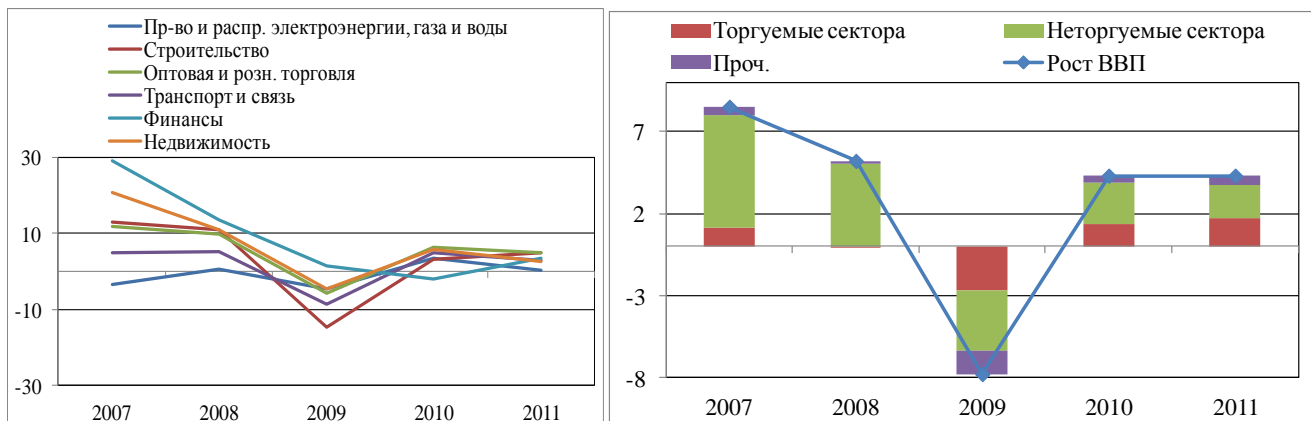 Пр-во и распр. электроэнергии, газа и воды
Строительство
Оптовая и розн. торговля
Транспорт и связь
Финансы
Недвижимость
30
10
-10
-30
2007 2008 2009 2010 2011
Торгуемые сектора Неторгуемые сектора
Проч. Рост ВВП
7
2
-3
-8
2007 2008 2009 2010 2011